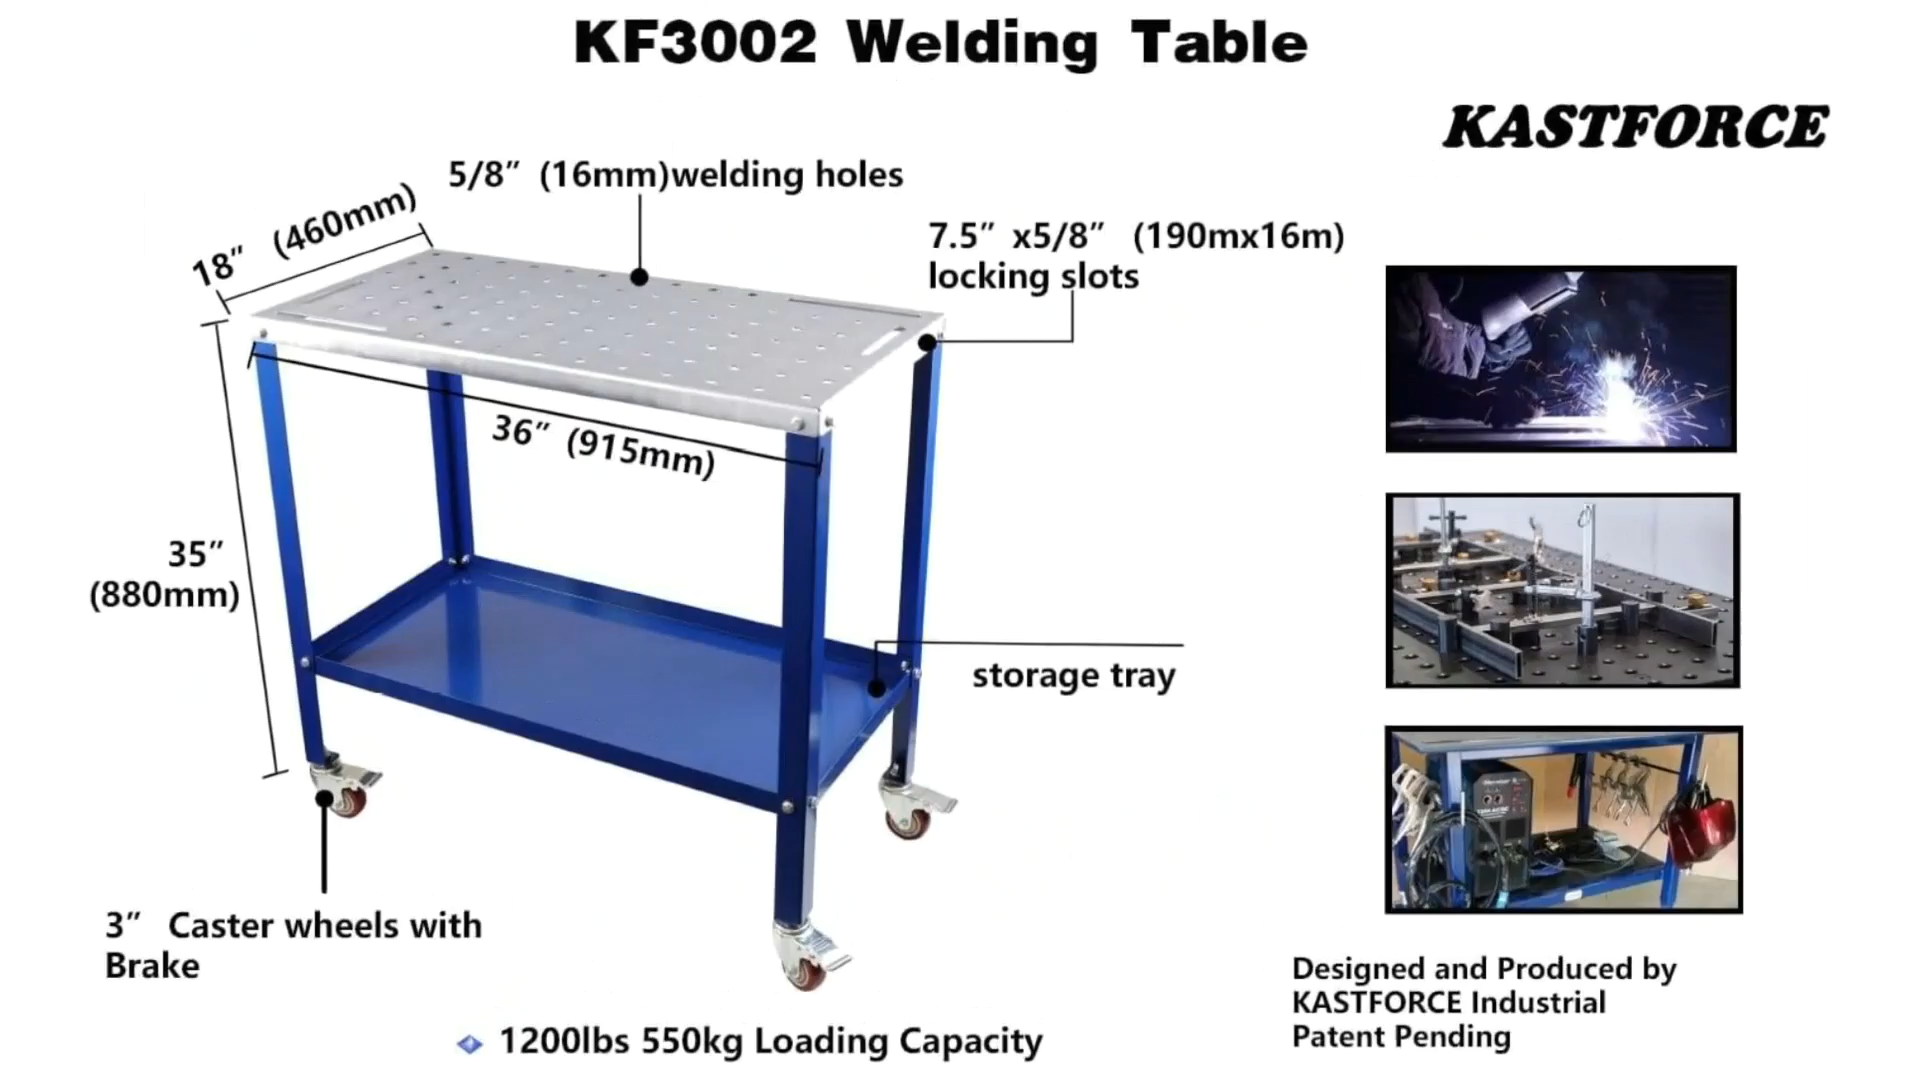 KF3002 Welding Table
KASTFORCE
5/8” (16mm)welding holes
18” (460mm)
7.5” x5/8” (190mmx16m)
locking slots
36” (915mm)
35”
(880mm)
storage tray
3” Caster wheels with
Brake
1200lbs 550kg Loading Capacity
Designed and Produced by
KASTFORCE Industrial
Patent Pending